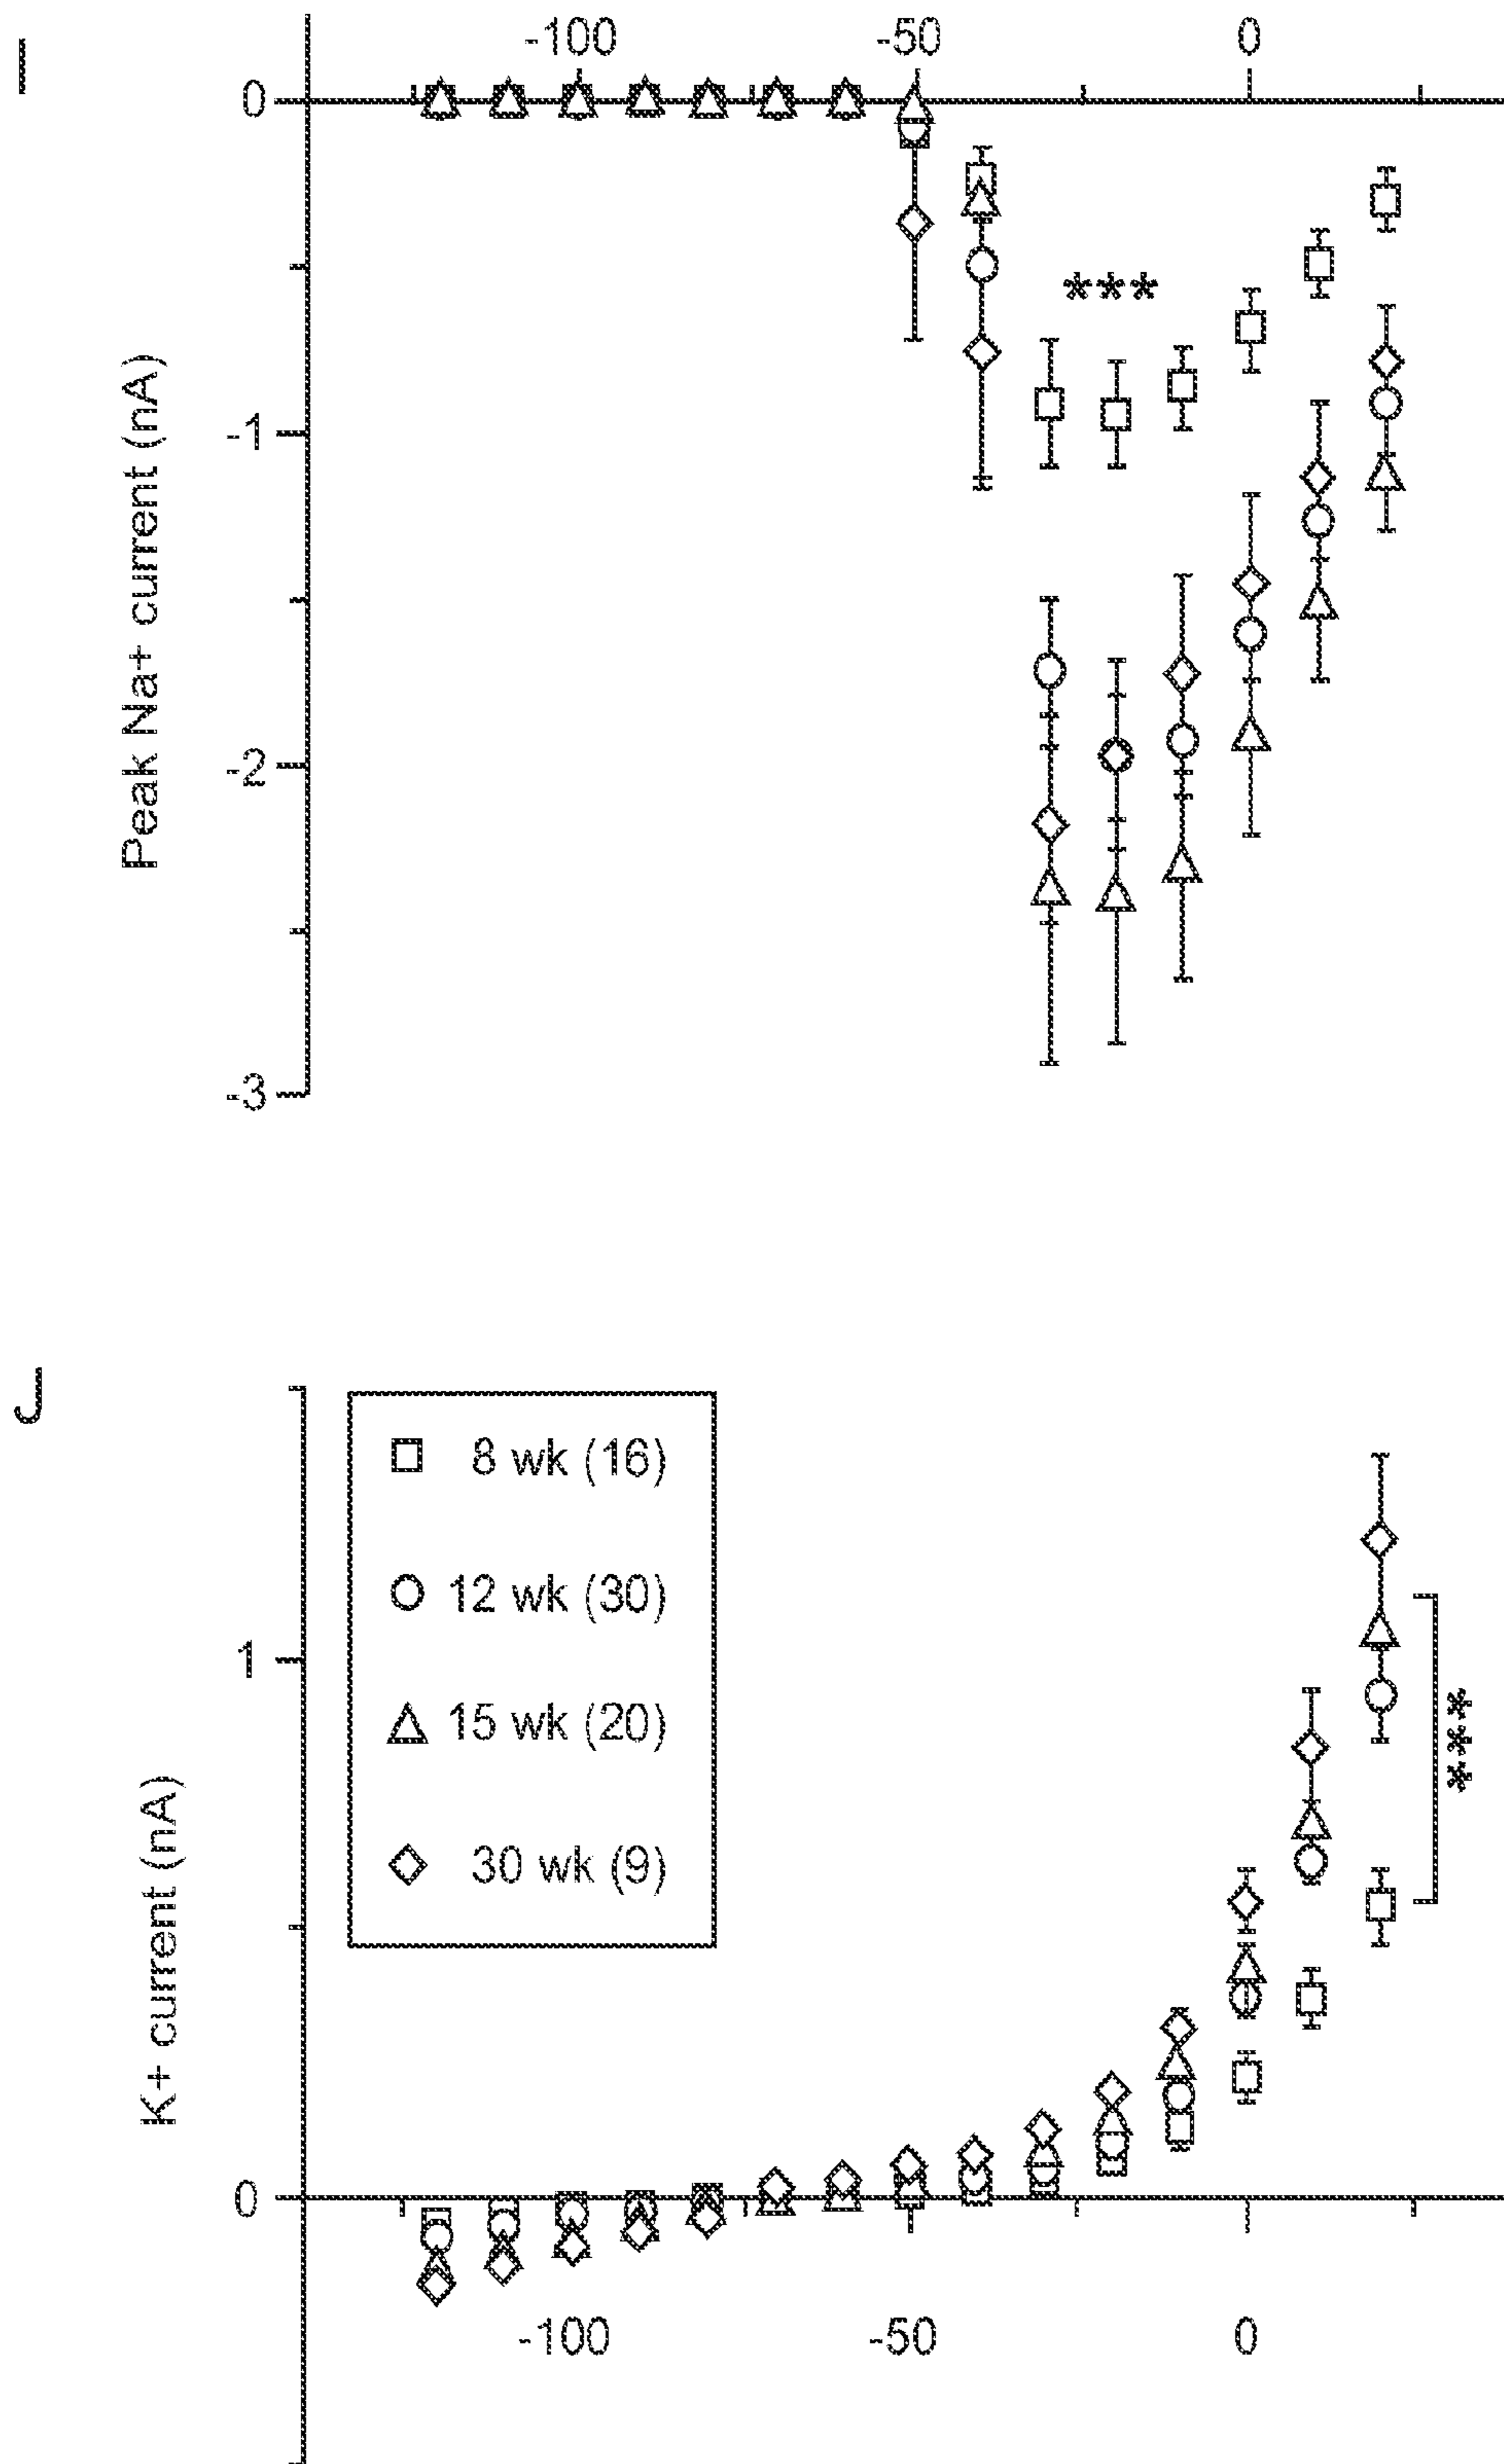 I
-100 -50 0
0
***
-1
-2
-3
Peak Na+ current (nA)
J
8 wk (16)
12 wk (30)
15 wk (20)
30 wk (9)
1
***
0
K+ current (nA)
-100 -50 0